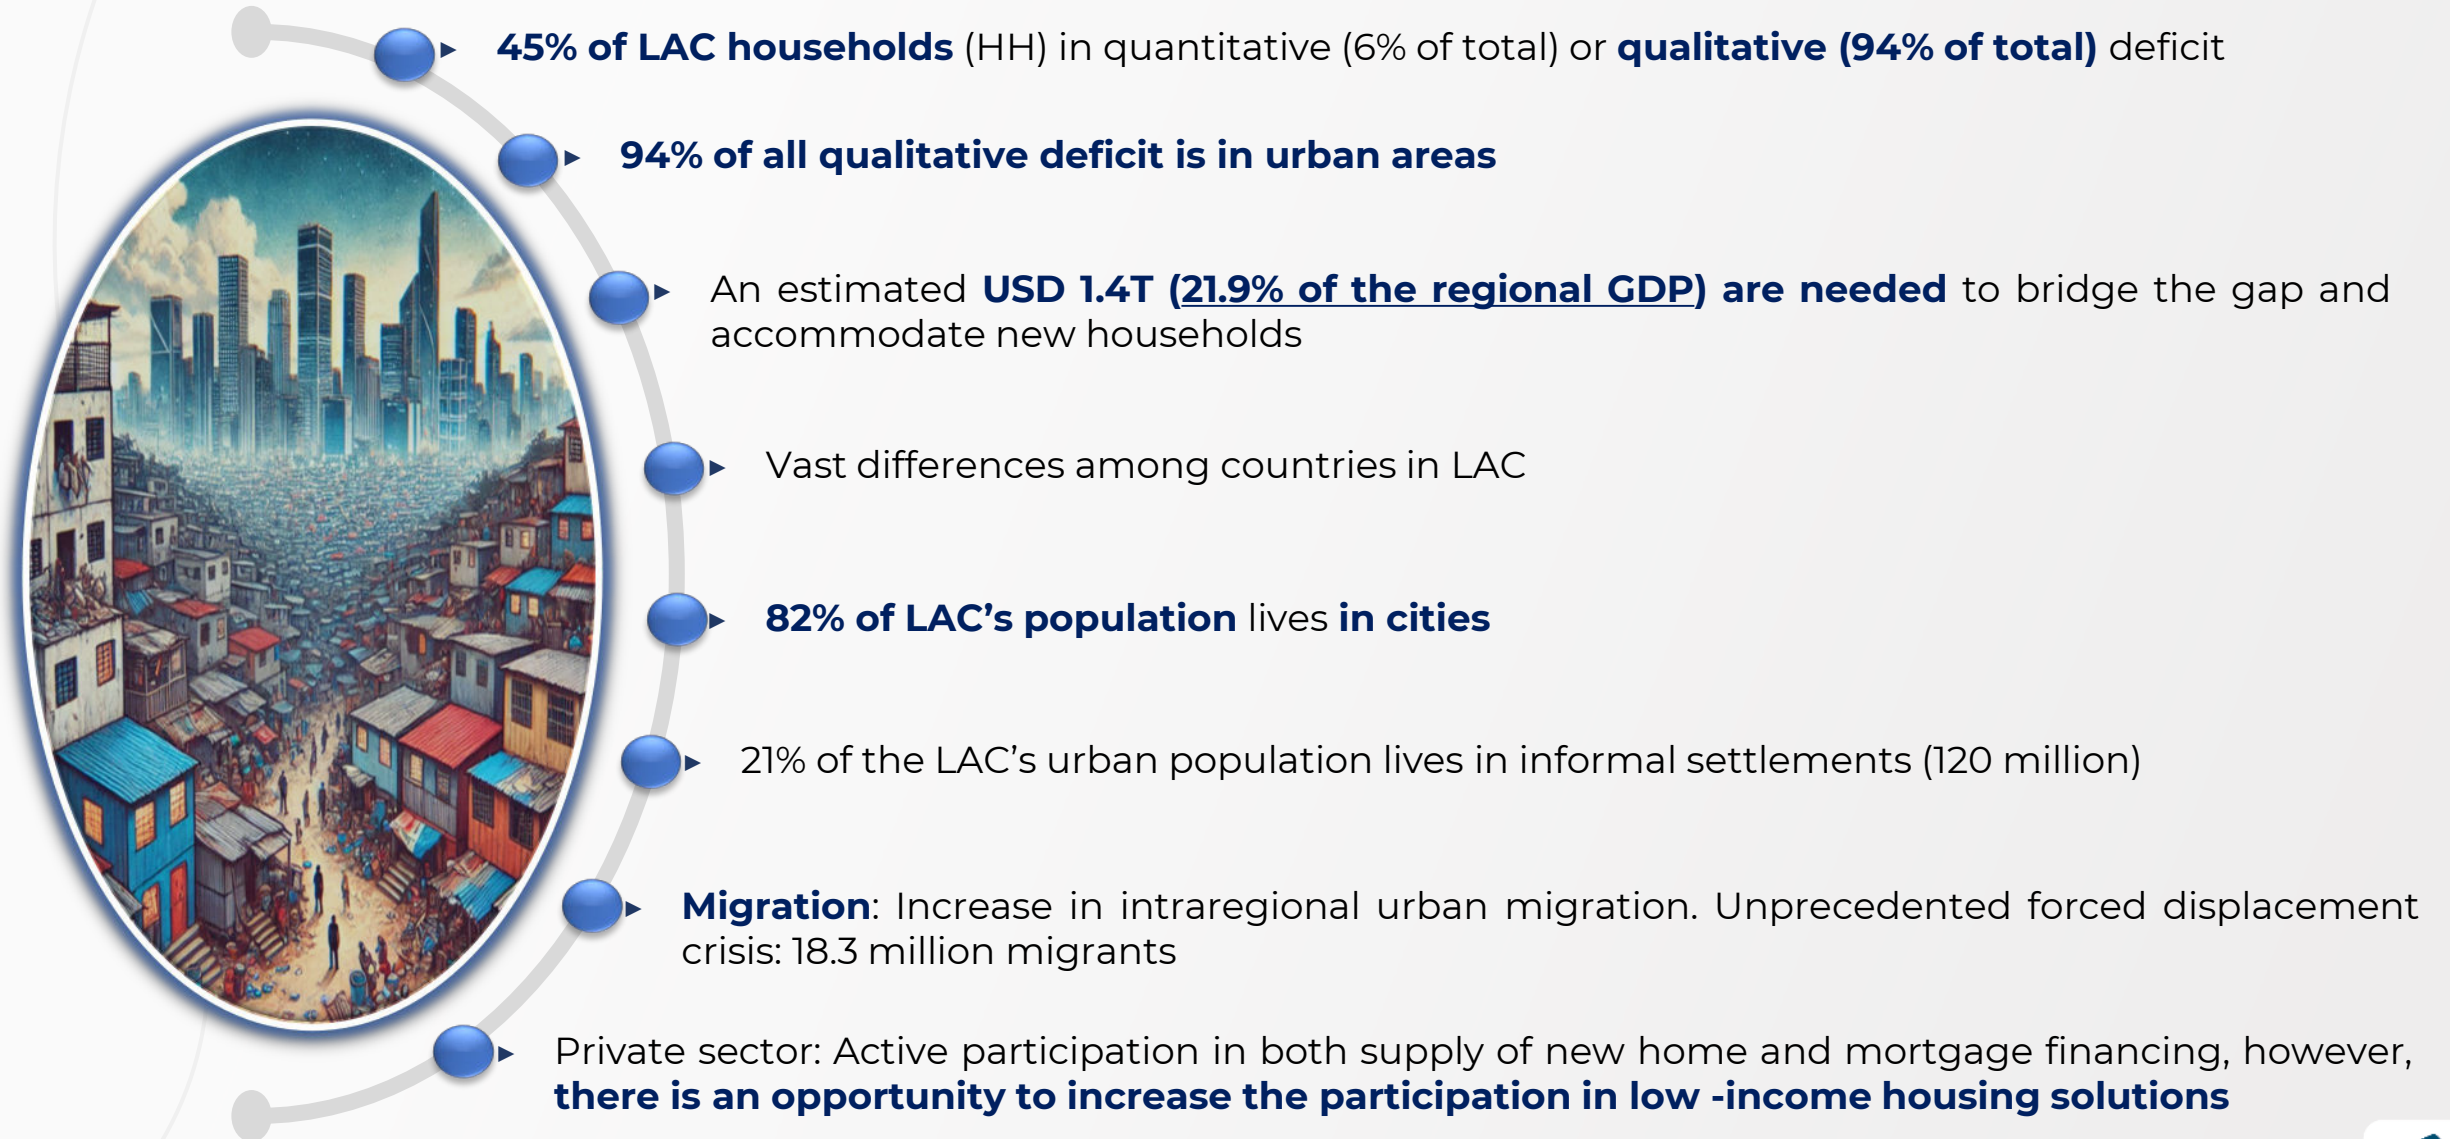 45% of LAC households (HH) in quantitative (6% of total) or qualitative (94% of total) deficit
94% of all qualitative deficit is in urban areas
An estimated USD 1.4T (21.9% of the regional GDP) are needed to bridge the gap and
accommodate new households
Vast differences among countries in LAC
82% of LAC’s population lives in cities
21% of the LAC’s urban population lives in informal settlements (120 million)
Migration: Increase in intraregional urban migration. Unprecedented forced displacement
crisis: 18.3 million migrants
Private sector: Active participation in both supply of new home and mortgage financing, however,
there is an opportunity to increase the participation in low -income housing solutions